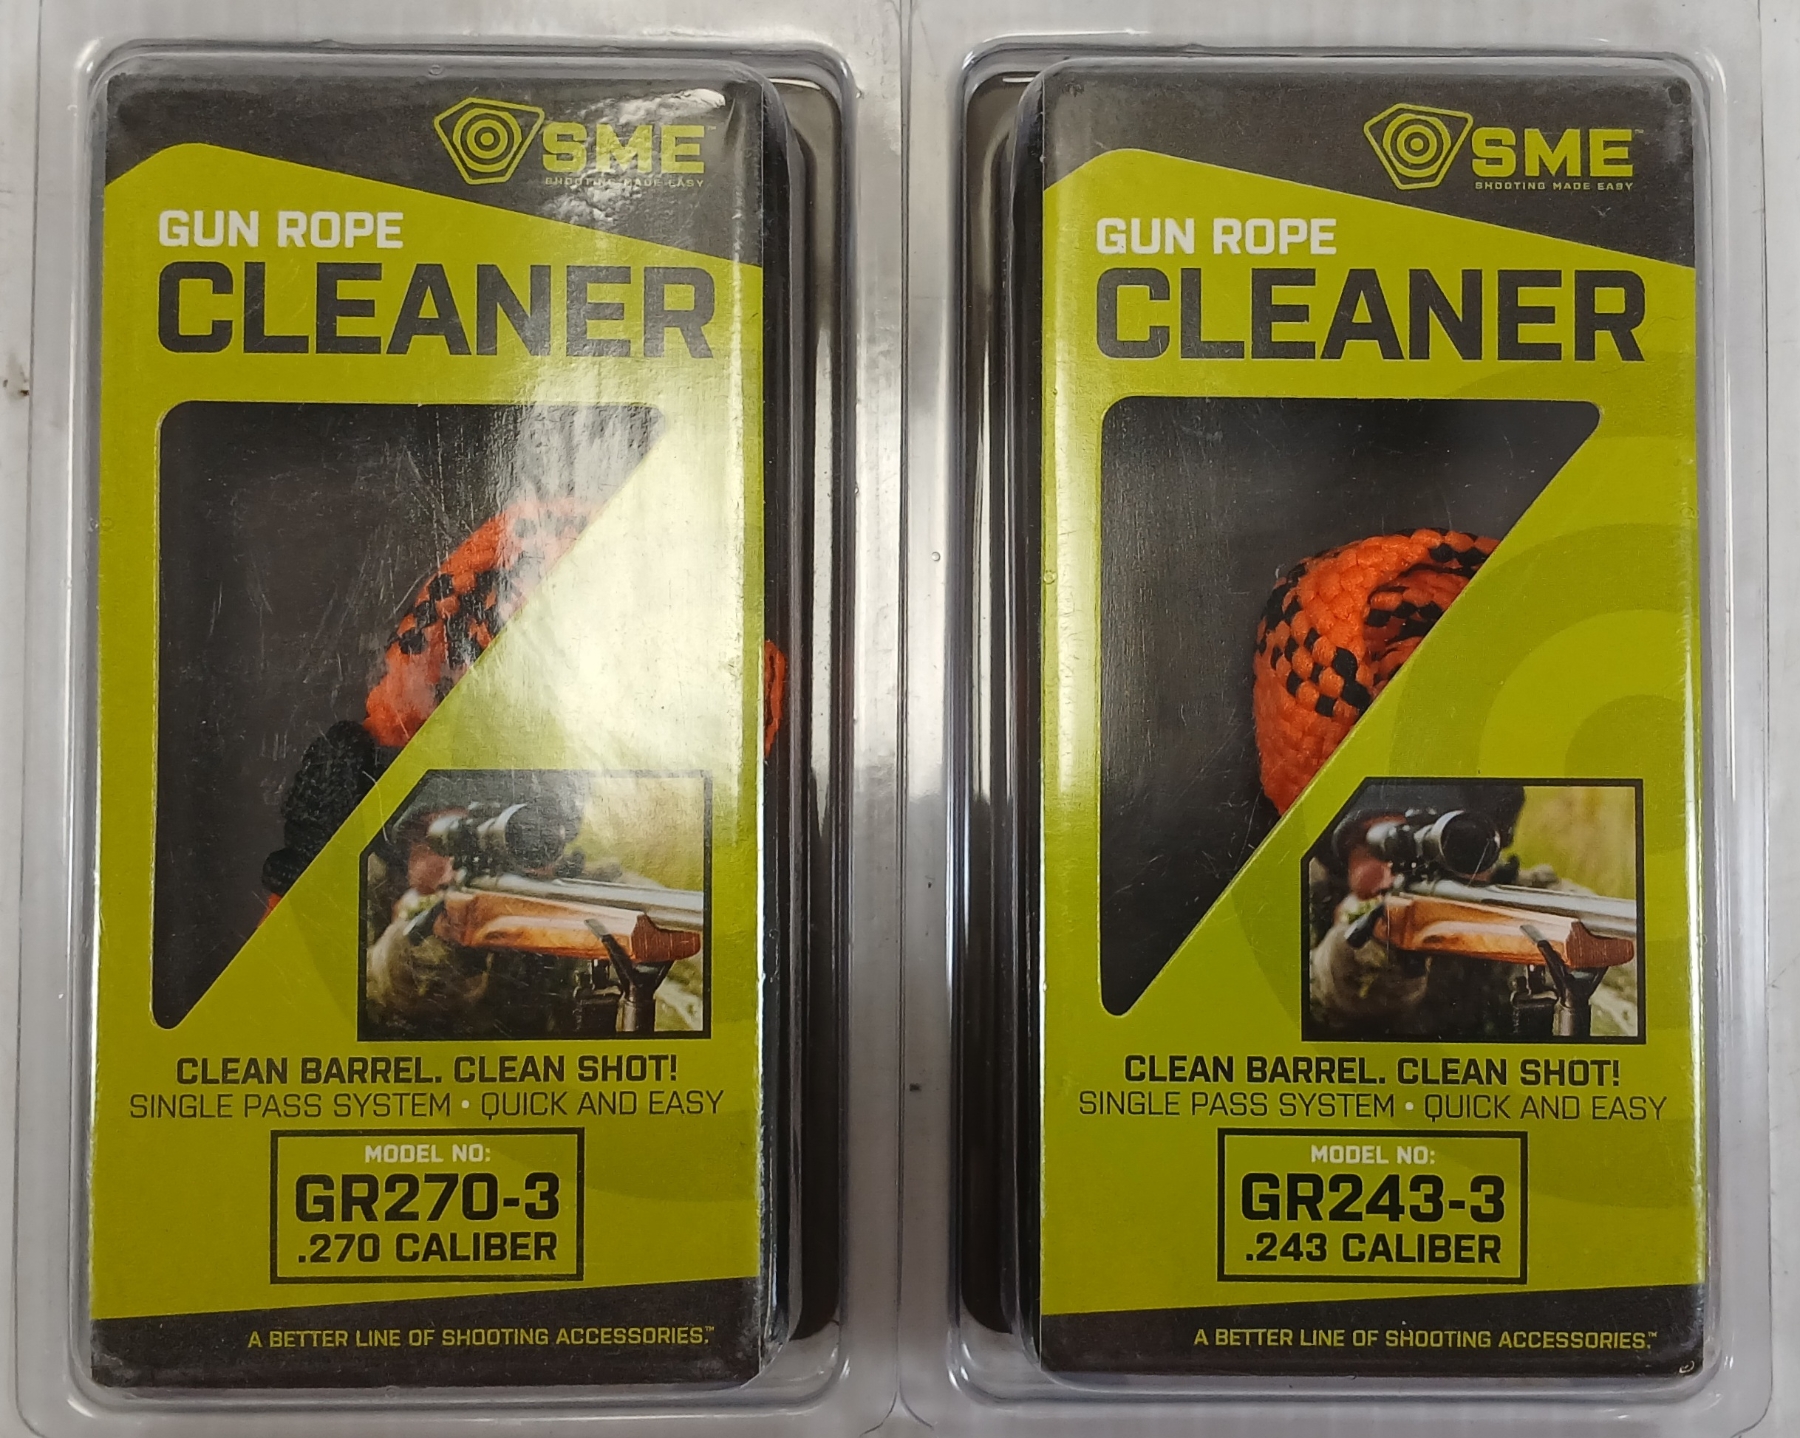 SME
SHOOTING MADE EASY
GUN ROPE
CLEANER
CLEAN BARREL. CLEAN SHOT!
SINGLE PASS SYSTEM • QUICK AND EASY
MODEL NO:
GR270-3
.270 CALIBER
A BETTER LINE OF SHOOTING ACCESSORIES.™
SME™
SHOOTING MADE EASY
GUN ROPE
CLEANER
CLEAN BARREL. CLEAN SHOT!
SINGLE PASS SYSTEM • QUICK AND EASY
MODEL NO:
GR243-3
.243 CALIBER
A BETTER LINE OF SHOOTING ACCESSORIES.™